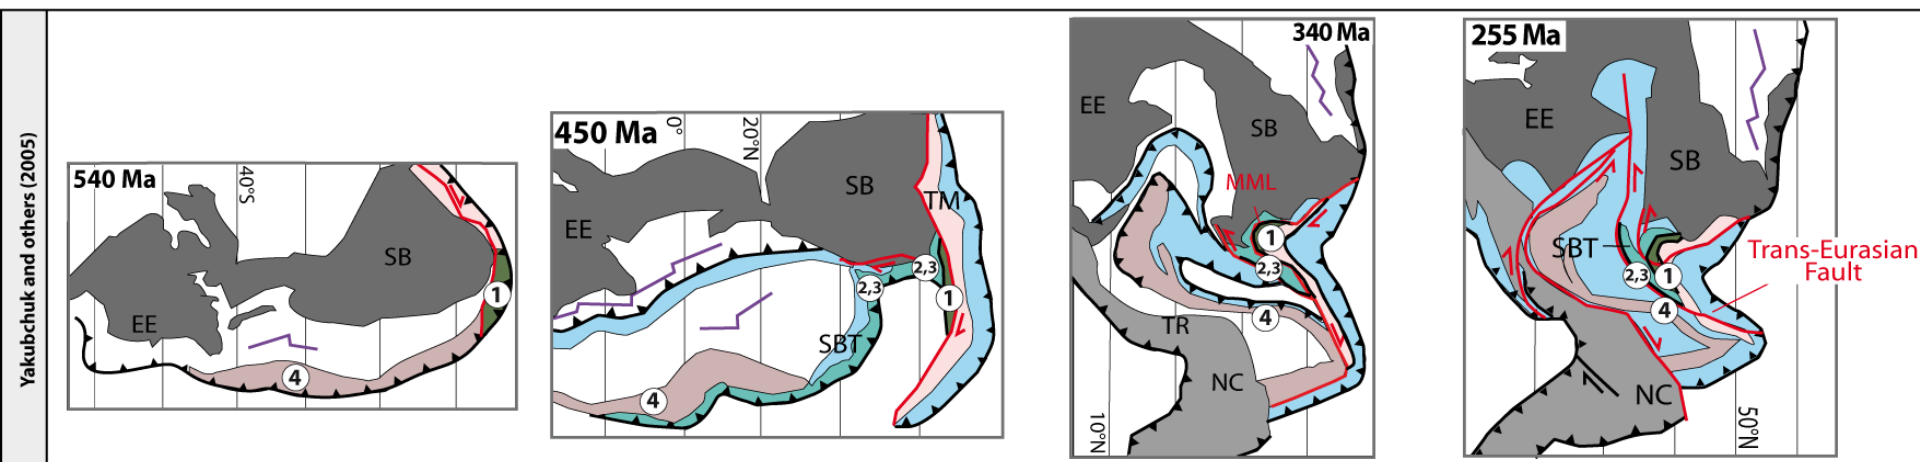 Yakubchuk and others (2005)
540 Ma
40°S
SB
EE
1
4
450 Ma
0°
20°N
SB
TM
EE
2,3
2,3
1
SBT
4
340 Ma
EE
SB
MML
1
2,3
4
TR
NC
10°N
255 Ma
EE
SB
SBT
2,3
1
Trans-Eurasian
Fault
4
NC
50°N